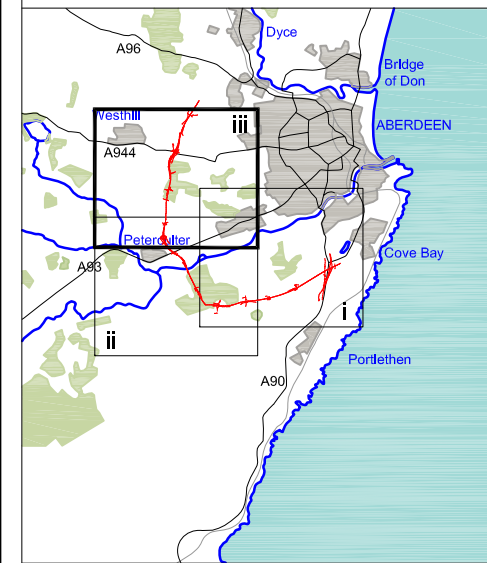 A96
Dyce
Bridge
of Don
Westhill
iii
ABERDEEN
A944
Peterculter
Cove Bay
A93
i
ii
Portlethen
A90